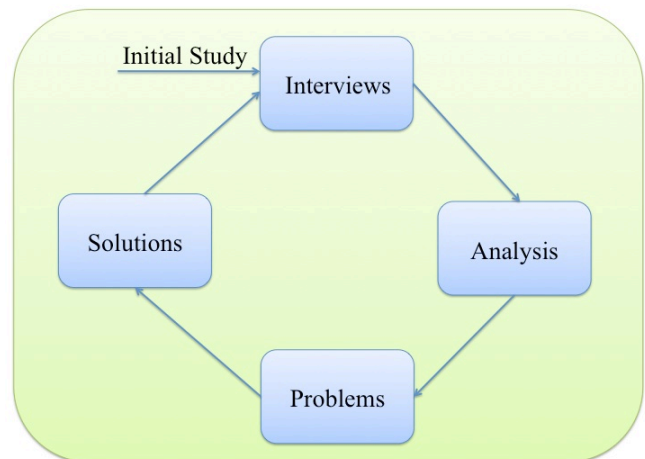 Initial Study
Interviews
Solutions
Analysis
Problems